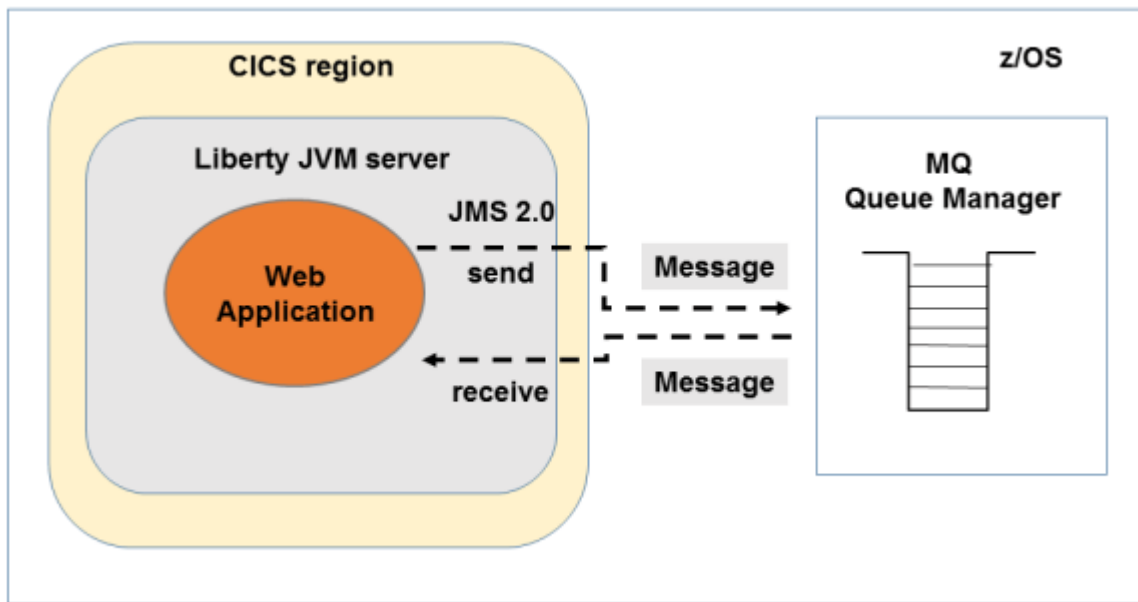 CICS region
z/OS
Liberty JVM server
MQ
Queue Manager
JMS 2.0
send
Message
Web
Application
receive
Message